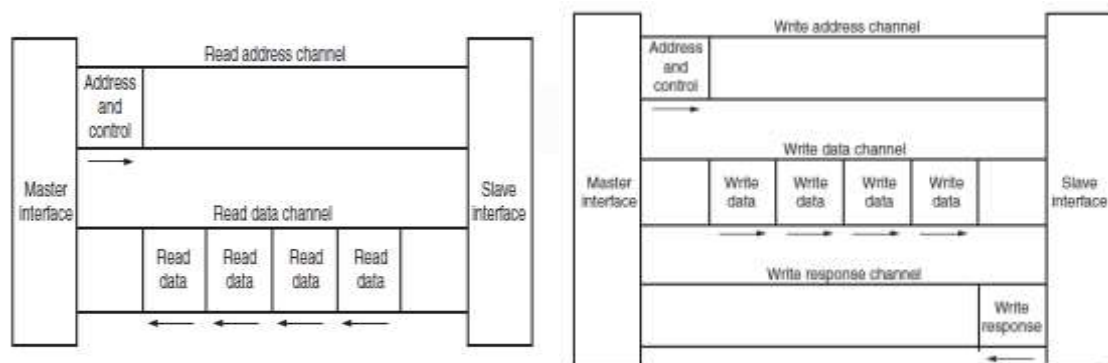 Read address channel
Address
and
control
Master
interface
Slave
interface
Read data channel
Read
data
Read
data
Read
data
Read
data
Write address channel
Address
and
control
Write data channel
Master
interface
Write
data
Write
data
Write
data
Write
data
Slave
interface
Write response channel
Write
response